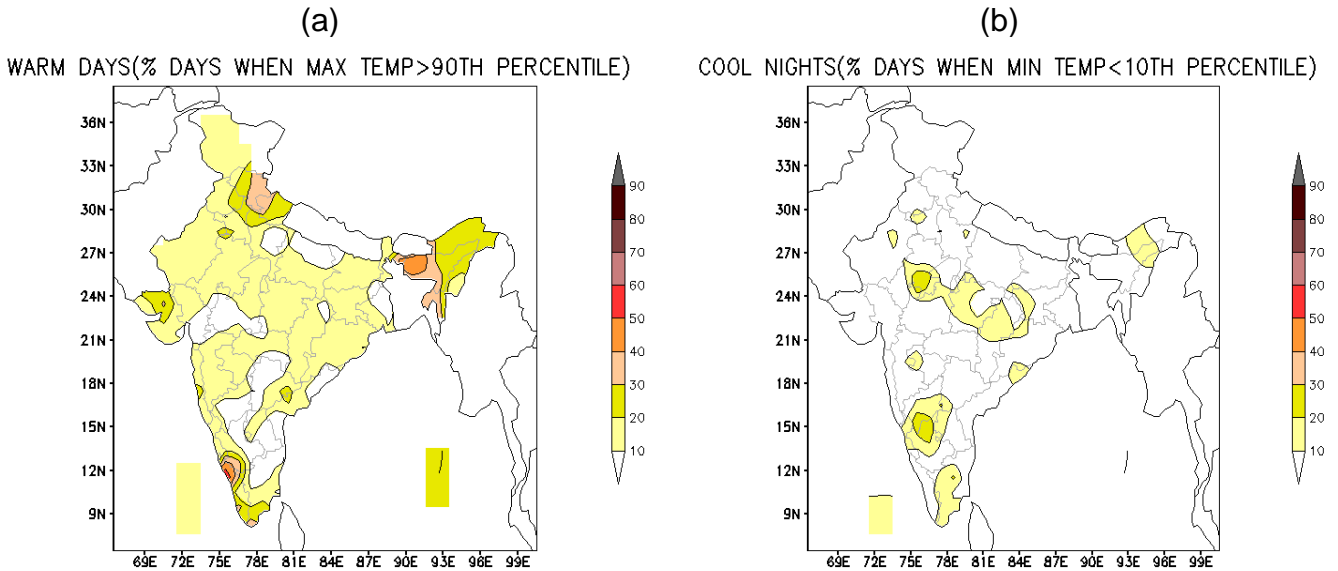 (a)
(b)
WARM DAYS(% DAYS WHEN MAX TEMP>90TH PERCENTILE)
COOL NIGHTS(% DAYS WHEN MIN TEMP<10TH PERCENTILE)
36N
33N
30N
27N
24N
21N
18N
15N
12N
9N
69E 72E 75E 78E 81E 84E 87E 90E 93E 96E 99E
90
80
70
60
50
40
30
20
10
36N
33N
30N
27N
24N
21N
18N
15N
12N
9N
69E 72E 75E 78E 81E 84E 87E 90E 93E 96E 99E
90
80
70
60
50
40
30
20
10